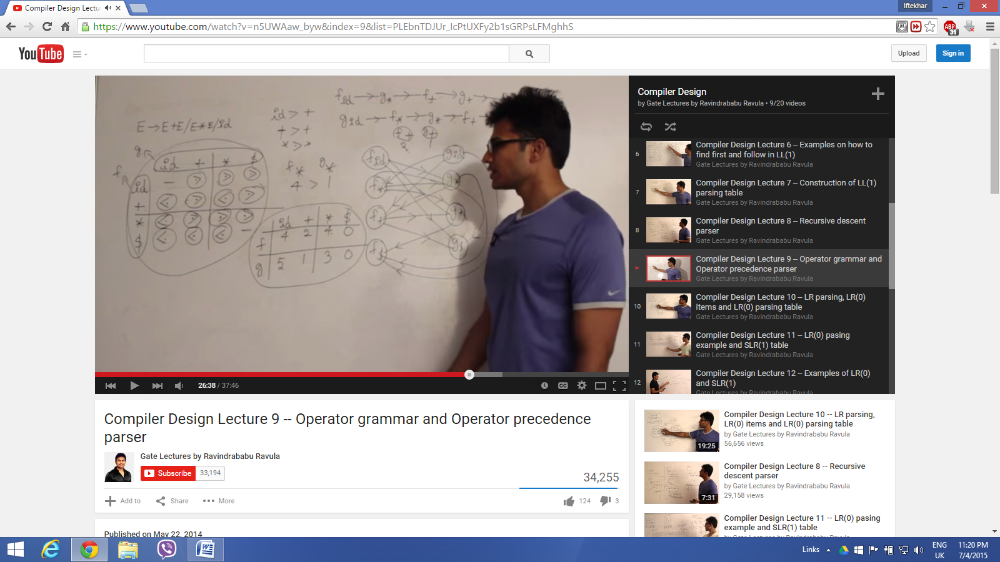 Compiler Design Lectu
Iftekhar
https://www.youtube.com/watch?v=n5UWAaw_byw&index=9&list=PLEbnTDJUr_IcPtUXFy2b1sGRPsLFMghhS
ABP
31
YouTube
Upload
Sign in
E→E+E/E*E/id
id > +
+ > +
* > *
f* g*
4 > 1
fid → g* → f+ → g+ →
gid → f* → g* → f+ →
f+ g+
2 1
g
f
id + * $
id - > > >
+ < > < >
* < > > >
$ < < < -
id + * $
f 4 2 4 0
g 5 1 3 0
fid gid
f* g*
f+ g+
f$ g$
26:38 / 37:46
CC
Compiler Design
by Gate Lectures by Ravindrababu Ravula • 9/20 videos
6
Compiler Design Lecture 6 – Examples on how to
find first and follow in LL(1)
Gate Lectures by Ravindrababu Ravula
7
Compiler Design Lecture 7 – Construction of LL(1)
parsing table
Gate Lectures by Ravindrababu Ravula
8
Compiler Design Lecture 8 – Recursive descent
parser
Gate Lectures by Ravindrababu Ravula
Compiler Design Lecture 9 – Operator grammar and
Operator precedence parser
Gate Lectures by Ravindrababu Ravula
10
Compiler Design Lecture 10 – LR parsing, LR(0)
items and LR(0) parsing table
Gate Lectures by Ravindrababu Ravula
11
Compiler Design Lecture 11 – LR(0) pasing
example and SLR(1) table
Gate Lectures by Ravindrababu Ravula
12
Compiler Design Lecture 12 – Examples of LR(0)
and SLR(1)
Gate Lectures by Ravindrababu Ravula
Compiler Design Lecture 9 -- Operator grammar and Operator precedence
parser
Gate Lectures by Ravindrababu Ravula
Subscribe 33,194
34,255
Add to Share More 124 3
Published on May 22, 2014
Compiler Design Lecture 10 -- LR parsing,
LR(0) items and LR(0) parsing table
by Gate Lectures by Ravindrababu Ravula
56,656 views
19:25
Compiler Design Lecture 8 -- Recursive
descent parser
by Gate Lectures by Ravindrababu Ravula
29,158 views
7:31
Compiler Design Lecture 11 -- LR(0) pasing
example and SLR(1) table
by Gate Lectures by Ravindrababu Ravula
Links
ENG
UK
11:20 PM
7/4/2015